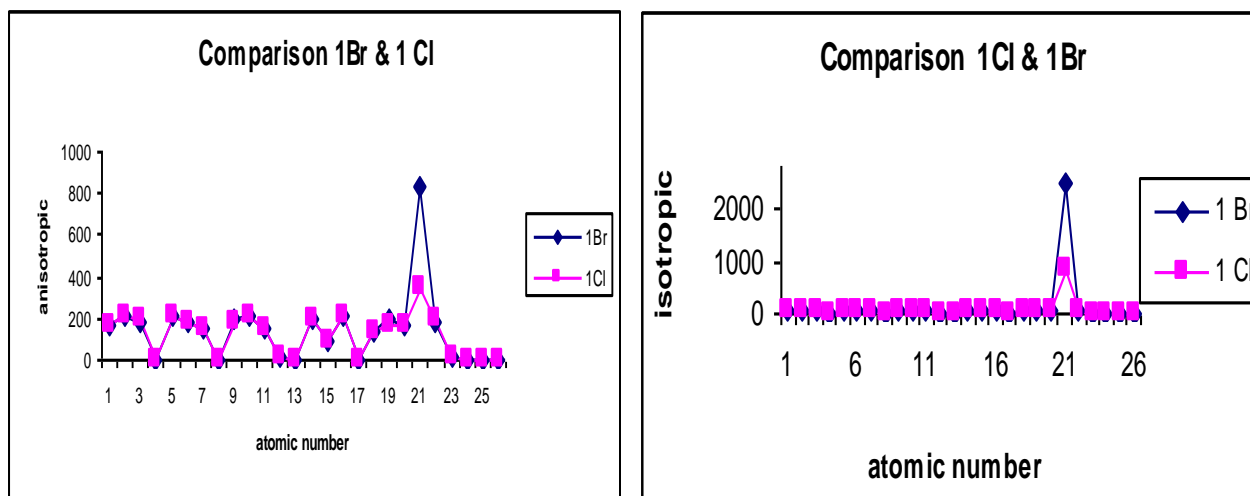 Comparison 1Br & 1 Cl
anisotropic
1000
800
600
400
200
0
1 3 5 7 9 11 13 15 17 19 21 23 25
atomic number
1Br
1Cl
Comparison 1Cl & 1Br
isotropic
2000
1000
0
1 6 11 16 21 26
atomic number
1 Br
1 Cl